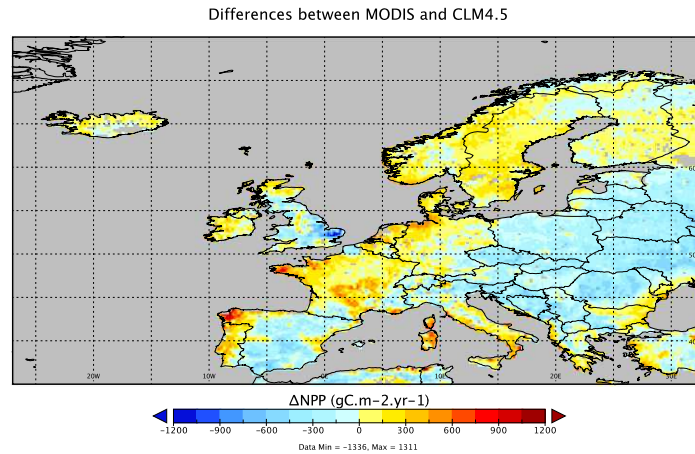 Differences between MODIS and CLM4.5
60
50
20W 10W 10E 20E 30E
ΔNPP (gC.m-2.yr-1)
-1200 -900 -600 -300 0 300 600 900 1200
Data Min = -1336, Max = 1311